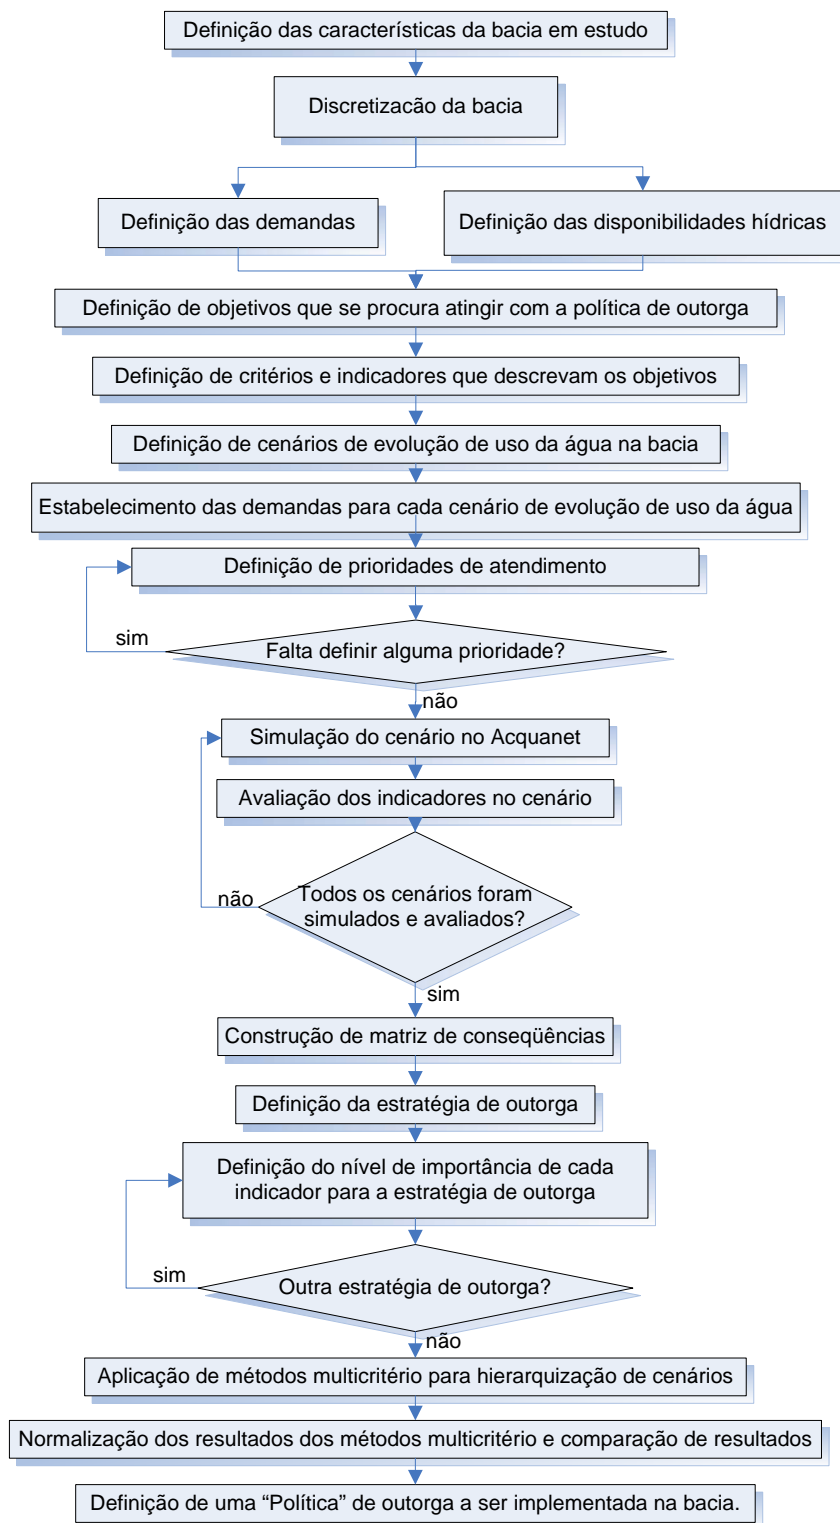 Definição das características da bacia em estudo
Discretizacão da bacia
Definição das demandas
Definição das disponibilidades hídricas
Definição de objetivos que se procura atingir com a política de outorga
Definição de critérios e indicadores que descrevam os objetivos
Definição de cenários de evolução de uso da água na bacia
Estabelecimento das demandas para cada cenário de evolução de uso da água
Definição de prioridades de atendimento
sim
Falta definir alguma prioridade?
não
Simulação do cenário no Acquanet
Avaliação dos indicadores no cenário
não
Todos os cenários foram
simulados e avaliados?
sim
Construção de matriz de conseqüências
Definição da estratégia de outorga
Definição do nível de importância de cada
indicador para a estratégia de outorga
sim
Outra estratégia de outorga?
não
Aplicação de métodos multicritério para hierarquização de cenários
Normalização dos resultados dos métodos multicritério e comparação de resultados
Definição de uma “Política” de outorga a ser implementada na bacia.